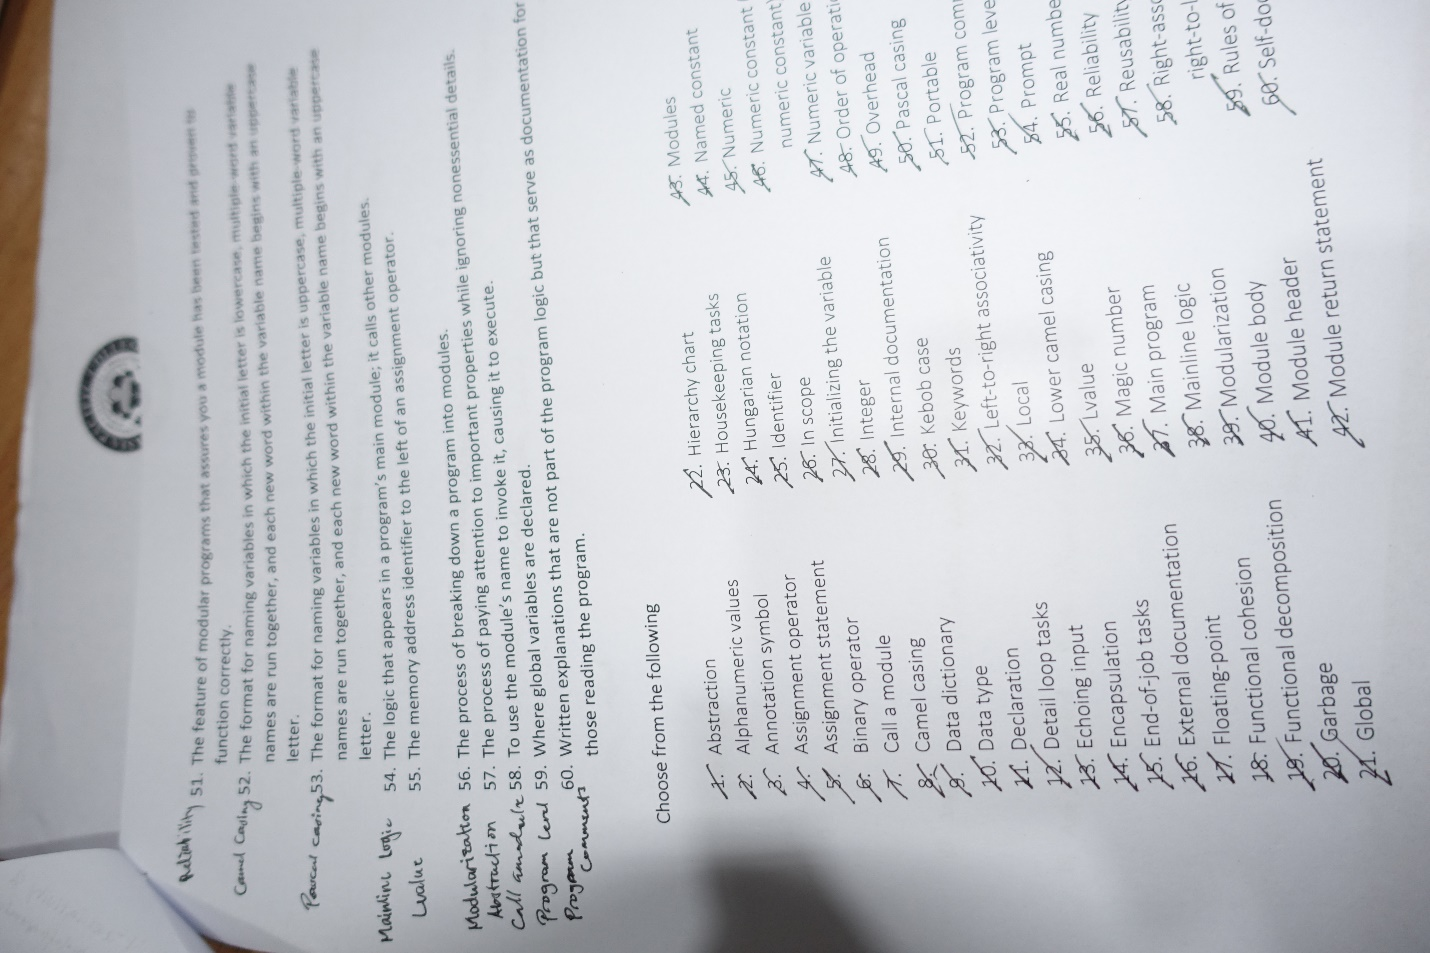 Reliability 51. The feature of modular programs that assures you a module has been tested and proven to
function correctly.
Camel Casing 52. The format for naming variables in which the initial letter is lowercase, multiple-word variable
names are run together, and each new word within the variable name begins with an uppercase
letter.
Pascal casing 53. The format for naming variables in which the initial letter is uppercase, multiple-word variable
names are run together, and each new word within the variable name begins with an uppercase
letter.
Mainline Logic 54. The logic that appears in a program's main module; it calls other modules.
Lvalue 55. The memory address identifier to the left of an assignment operator.
Modularization 56. The process of breaking down a program into modules.
Abstraction 57. The process of paying attention to important properties while ignoring nonessential details.
Call a module 58. To use the module's name to invoke it, causing it to execute.
Program Level 59. Where global variables are declared.
Program 60. Written explanations that are not part of the program logic but that serve as documentation for
Comments those reading the program.
Choose from the following
1. Abstraction
2. Alphanumeric values
3. Annotation symbol
4. Assignment operator
5. Assignment statement
6. Binary operator
7. Call a module
8. Camel casing
9. Data dictionary
10. Data type
11. Declaration
12. Detail loop tasks
13. Echoing input
14. Encapsulation
15. End-of-job tasks
16. External documentation
17. Floating-point
18. Functional cohesion
19. Functional decomposition
20. Garbage
21. Global
22. Hierarchy chart
23. Housekeeping tasks
24. Hungarian notation
25. Identifier
26. In scope
27. Initializing the variable
28. Integer
29. Internal documentation
30. Kebob case
31. Keywords
32. Left-to-right associativity
33. Local
34. Lower camel casing
35. Lvalue
36. Magic number
37. Main program
38. Mainline logic
39. Modularization
40. Module body
41. Module header
42. Module return statement
43. Modules
44. Named constant
45. Numeric
46. Numeric constant
numeric constant)
47. Numeric variable
48. Order of operati
49. Overhead
50. Pascal casing
51. Portable
52. Program com
53. Program leve
54. Prompt
55. Real numbe
56. Reliability
57. Reusability
58. Right-asso
right-to-l
59. Rules of
60. Self-doc